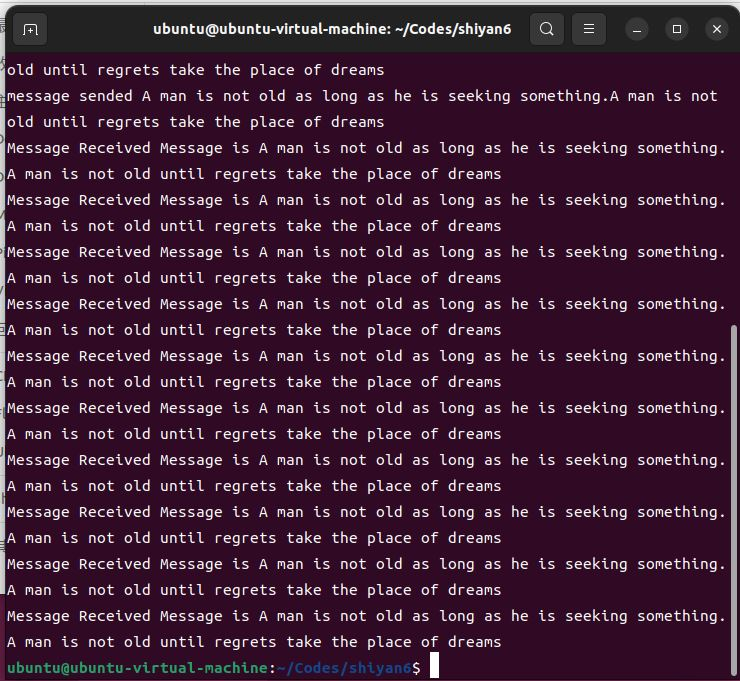 ubuntu@ubuntu-virtual-machine: ~/Codes/shiyan6
old until regrets take the place of dreams
message sended A man is not old as long as he is seeking something.A man is not
old until regrets take the place of dreams
Message Received Message is A man is not old as long as he is seeking something.
A man is not old until regrets take the place of dreams
Message Received Message is A man is not old as long as he is seeking something.
A man is not old until regrets take the place of dreams
Message Received Message is A man is not old as long as he is seeking something.
A man is not old until regrets take the place of dreams
Message Received Message is A man is not old as long as he is seeking something.
A man is not old until regrets take the place of dreams
Message Received Message is A man is not old as long as he is seeking something.
A man is not old until regrets take the place of dreams
Message Received Message is A man is not old as long as he is seeking something.
A man is not old until regrets take the place of dreams
Message Received Message is A man is not old as long as he is seeking something.
A man is not old until regrets take the place of dreams
Message Received Message is A man is not old as long as he is seeking something.
A man is not old until regrets take the place of dreams
Message Received Message is A man is not old as long as he is seeking something.
A man is not old until regrets take the place of dreams
Message Received Message is A man is not old as long as he is seeking something.
A man is not old until regrets take the place of dreams
ubuntu@ubuntu-virtual-machine:~/Codes/shiyan6$